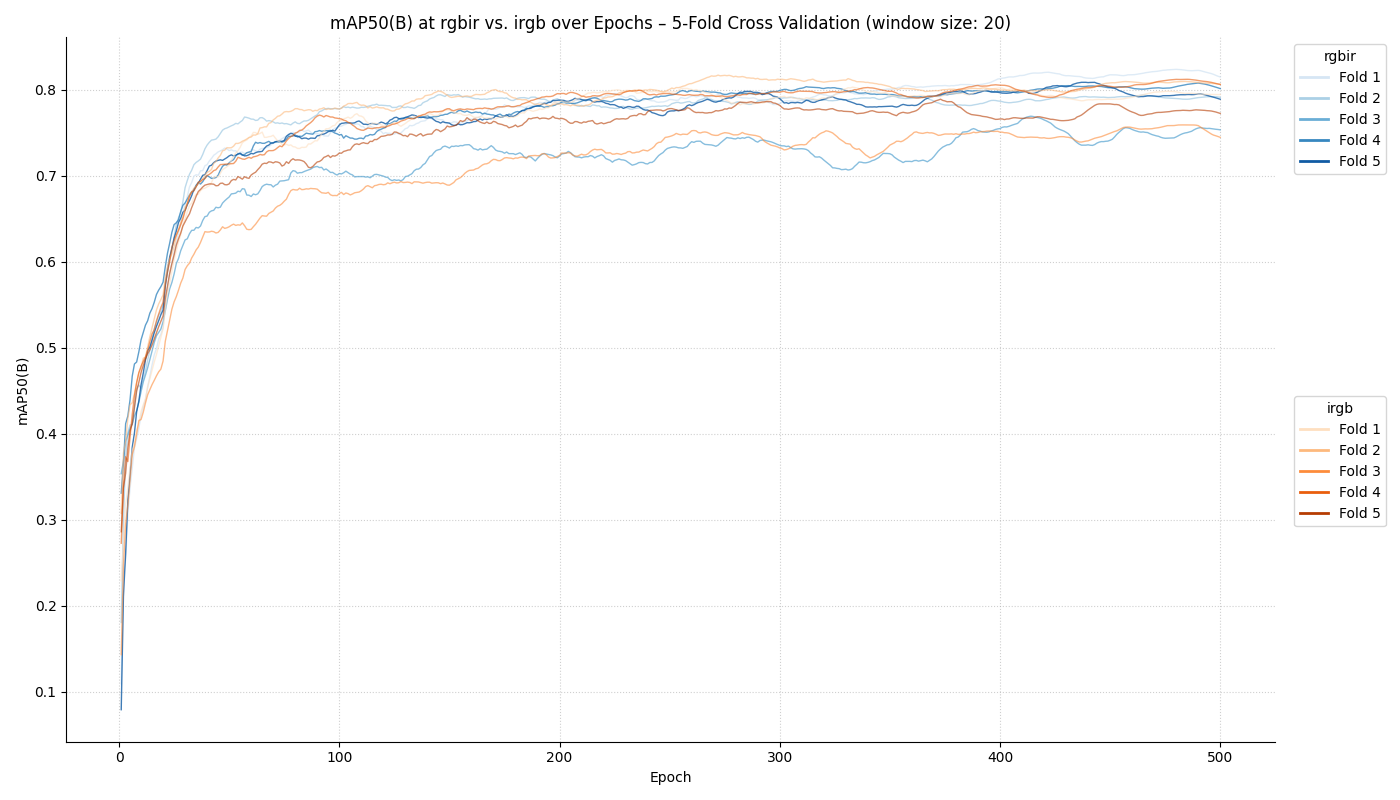 mAP50(B) at rgbir vs. irgb over Epochs – 5-Fold Cross Validation (window size: 20)
rgbir
Fold 1
Fold 2
Fold 3
Fold 4
Fold 5
irgb
Fold 1
Fold 2
Fold 3
Fold 4
Fold 5
mAP50(B)
0.8
0.7
0.6
0.5
0.4
0.3
0.2
0.1
0 100 200 300 400 500
Epoch